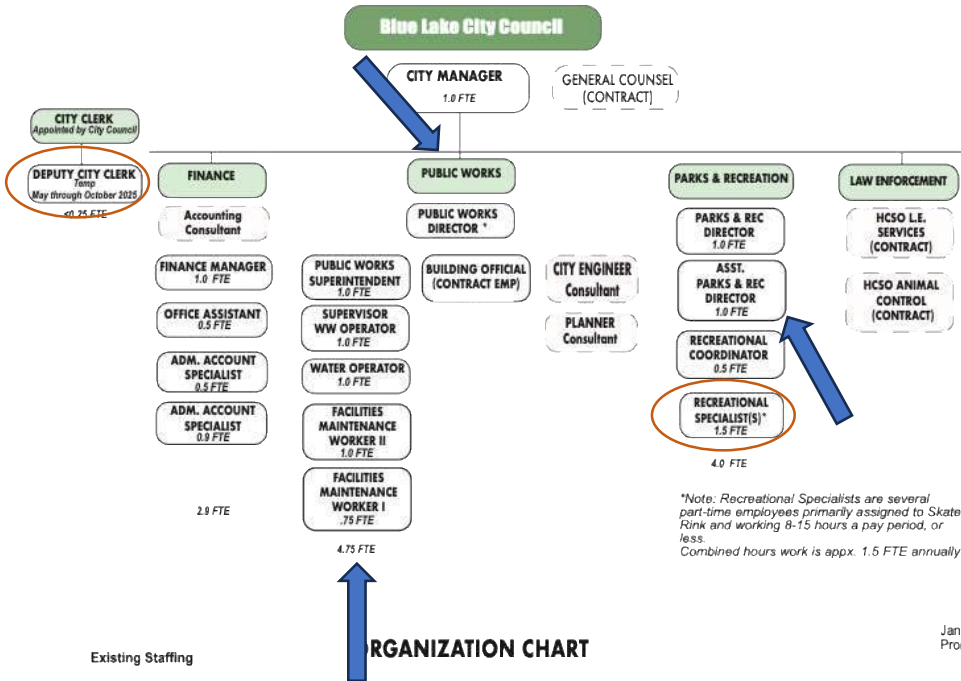 Blue Lake City Council
CITY MANAGER
1.0 FTE
GENERAL COUNSEL
(CONTRACT)
CITY CLERK
Appointed by City Council
DEPUTY CITY CLERK
Temp
May through October 2025
<0.25 FTE
FINANCE
Accounting
Consultant
FINANCE MANAGER
1.0 FTE
OFFICE ASSISTANT
0.5 FTE
ADM. ACCOUNT
SPECIALIST
0.5 FTE
ADM. ACCOUNT
SPECIALIST
0.9 FTE
2.9 FTE
PUBLIC WORKS
PUBLIC WORKS
DIRECTOR *
PUBLIC WORKS
SUPERINTENDENT
1.0 FTE
SUPERVISOR
WW OPERATOR
1.0 FTE
WATER OPERATOR
1.0 FTE
FACILITIES
MAINTENANCE
WORKER II
1.0 FTE
FACILITIES
MAINTENANCE
WORKER I
.75 FTE
4.75 FTE
BUILDING OFFICIAL
(CONTRACT EMP)
CITY ENGINEER
Consultant
PLANNER
Consultant
PARKS & RECREATION
PARKS & REC
DIRECTOR
1.0 FTE
ASST.
PARKS & REC
DIRECTOR
1.0 FTE
RECREATIONAL
COORDINATOR
0.5 FTE
RECREATIONAL
SPECIALIST(S)*
1.5 FTE
4.0 FTE
*Note: Recreational Specialists are several
part-time employees primarily assigned to Skate
Rink and working 8-15 hours a pay period, or
less.
Combined hours work is appx. 1.5 FTE annually
LAW ENFORCEMENT
HCSO L.E.
SERVICES
(CONTRACT)
HCSO ANIMAL
CONTROL
(CONTRACT)
Existing Staffing
ORGANIZATION CHART
Jan